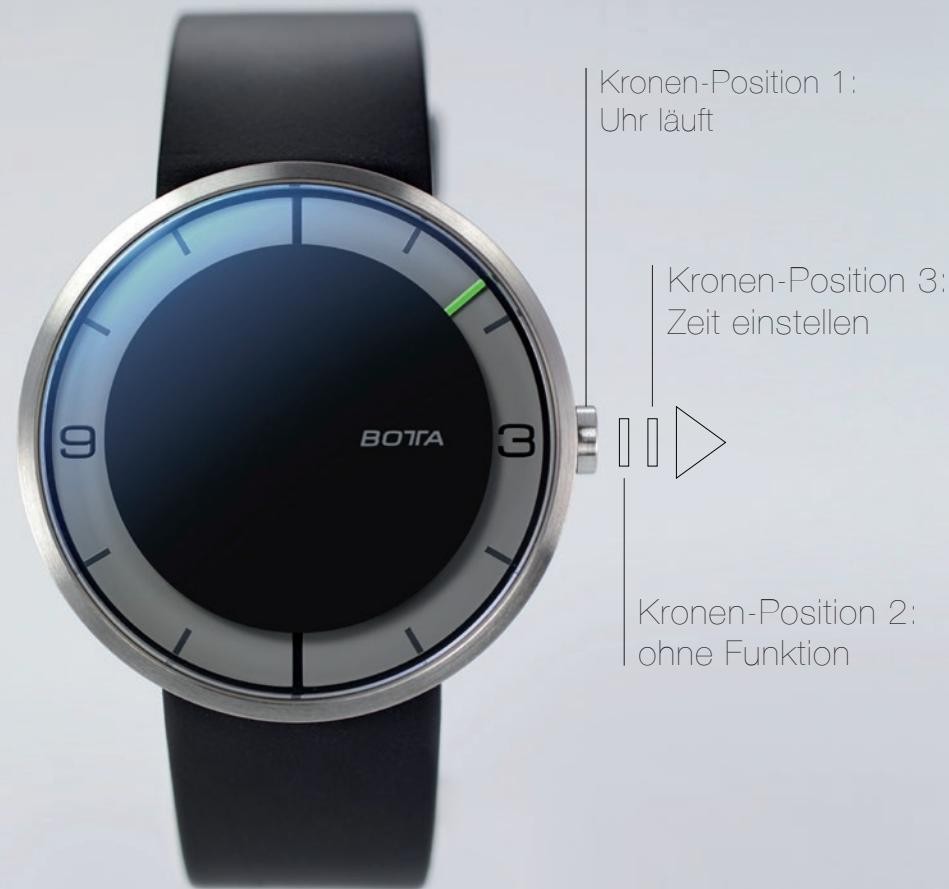 Kronen-Position 1:
Uhr läuft
Kronen-Position 3:
Zeit einstellen
9
BOTTA
3
Kronen-Position 2:
ohne Funktion